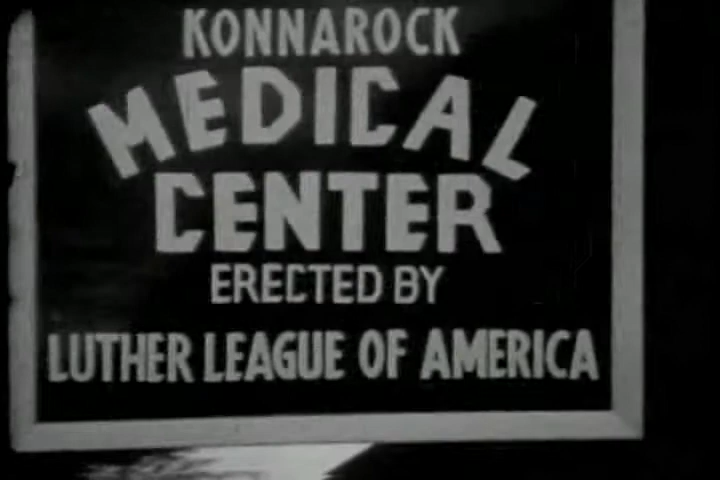 KONNAROCK
MEDICAL
CENTER
ERECTED BY
LUTHER LEAGUE OF AMERICA